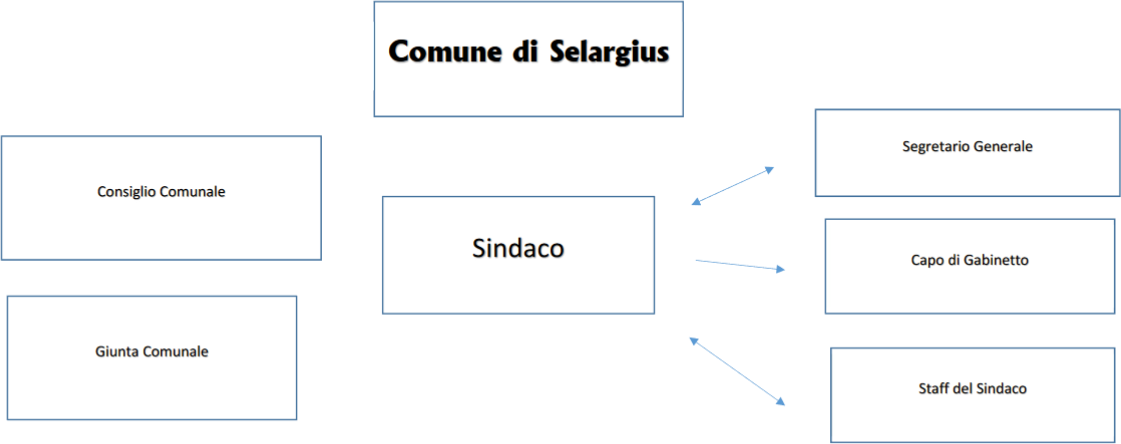 Comune di Selargius
Consiglio Comunale
Giunta Comunale
Sindaco
Segretario Generale
Capo di Gabinetto
Staff del Sindaco